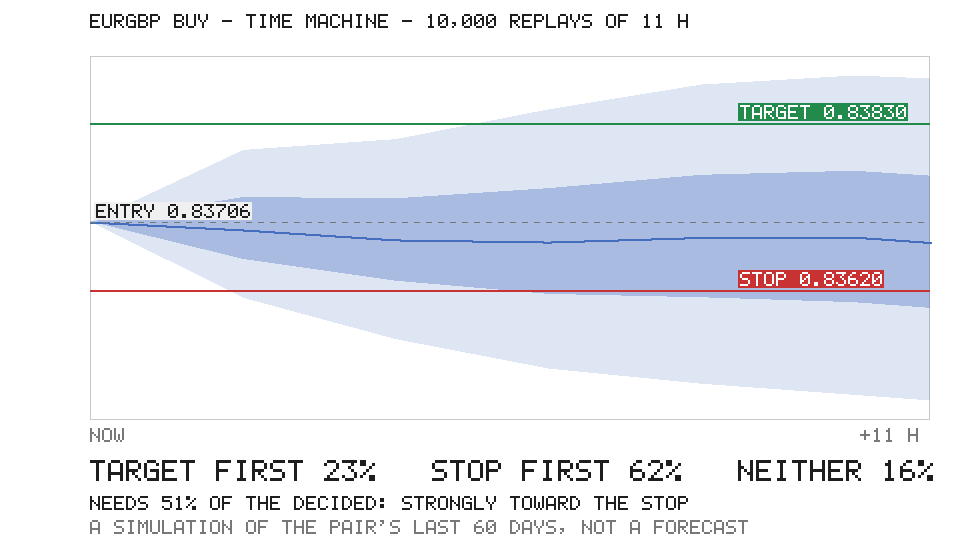 EURGBP BUY - TIME MACHINE - 10,000 REPLAYS OF 11 H
TARGET 0.83830
ENTRY 0.83706
STOP 0.83620
NOW +11 H
TARGET FIRST 23% STOP FIRST 62% NEITHER 16%
NEEDS 51% OF THE DECIDED: STRONGLY TOWARD THE STOP
A SIMULATION OF THE PAIR'S LAST 60 DAYS, NOT A FORECAST